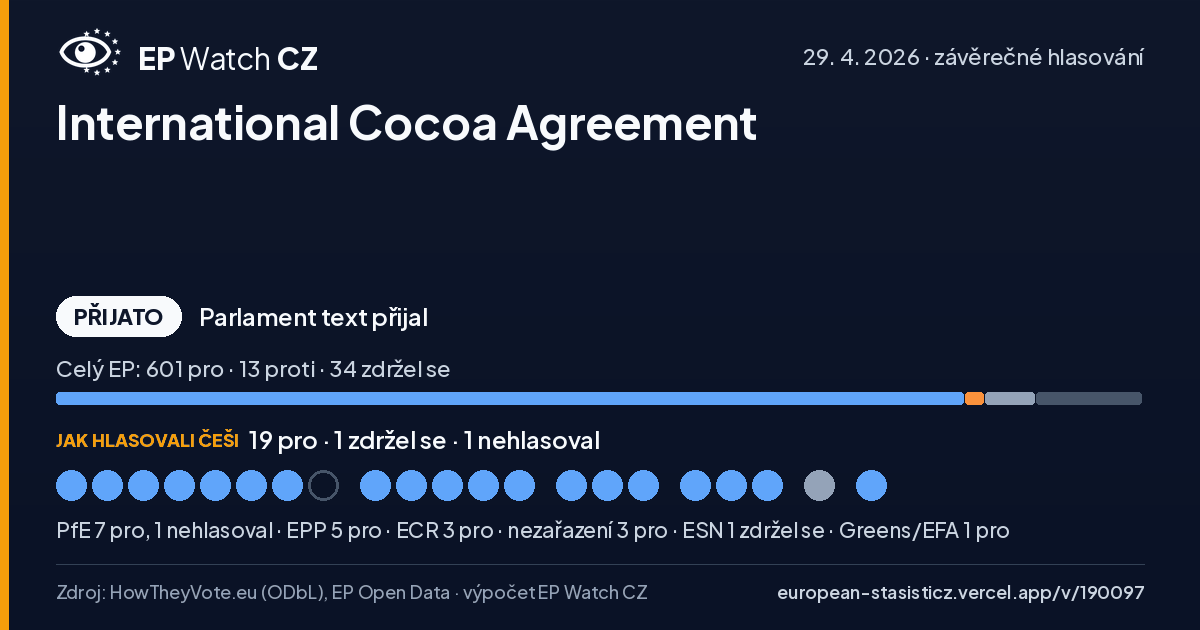 EP Watch CZ
29. 4. 2026 · závěrečné hlasování
International Cocoa Agreement
PŘIJATO Parlament text přijal
Celý EP: 601 pro · 13 proti · 34 zdržel se
JAK HLASOVALI ČEŠI 19 pro · 1 zdržel se · 1 nehlasoval
PfE 7 pro, 1 nehlasoval · EPP 5 pro · ECR 3 pro · nezařazení 3 pro · ESN 1 zdržel se · Greens/EFA 1 pro
Zdroj: HowTheyVote.eu (ODbL), EP Open Data · výpočet EP Watch CZ
european-stasisticz.vercel.app/v/190097